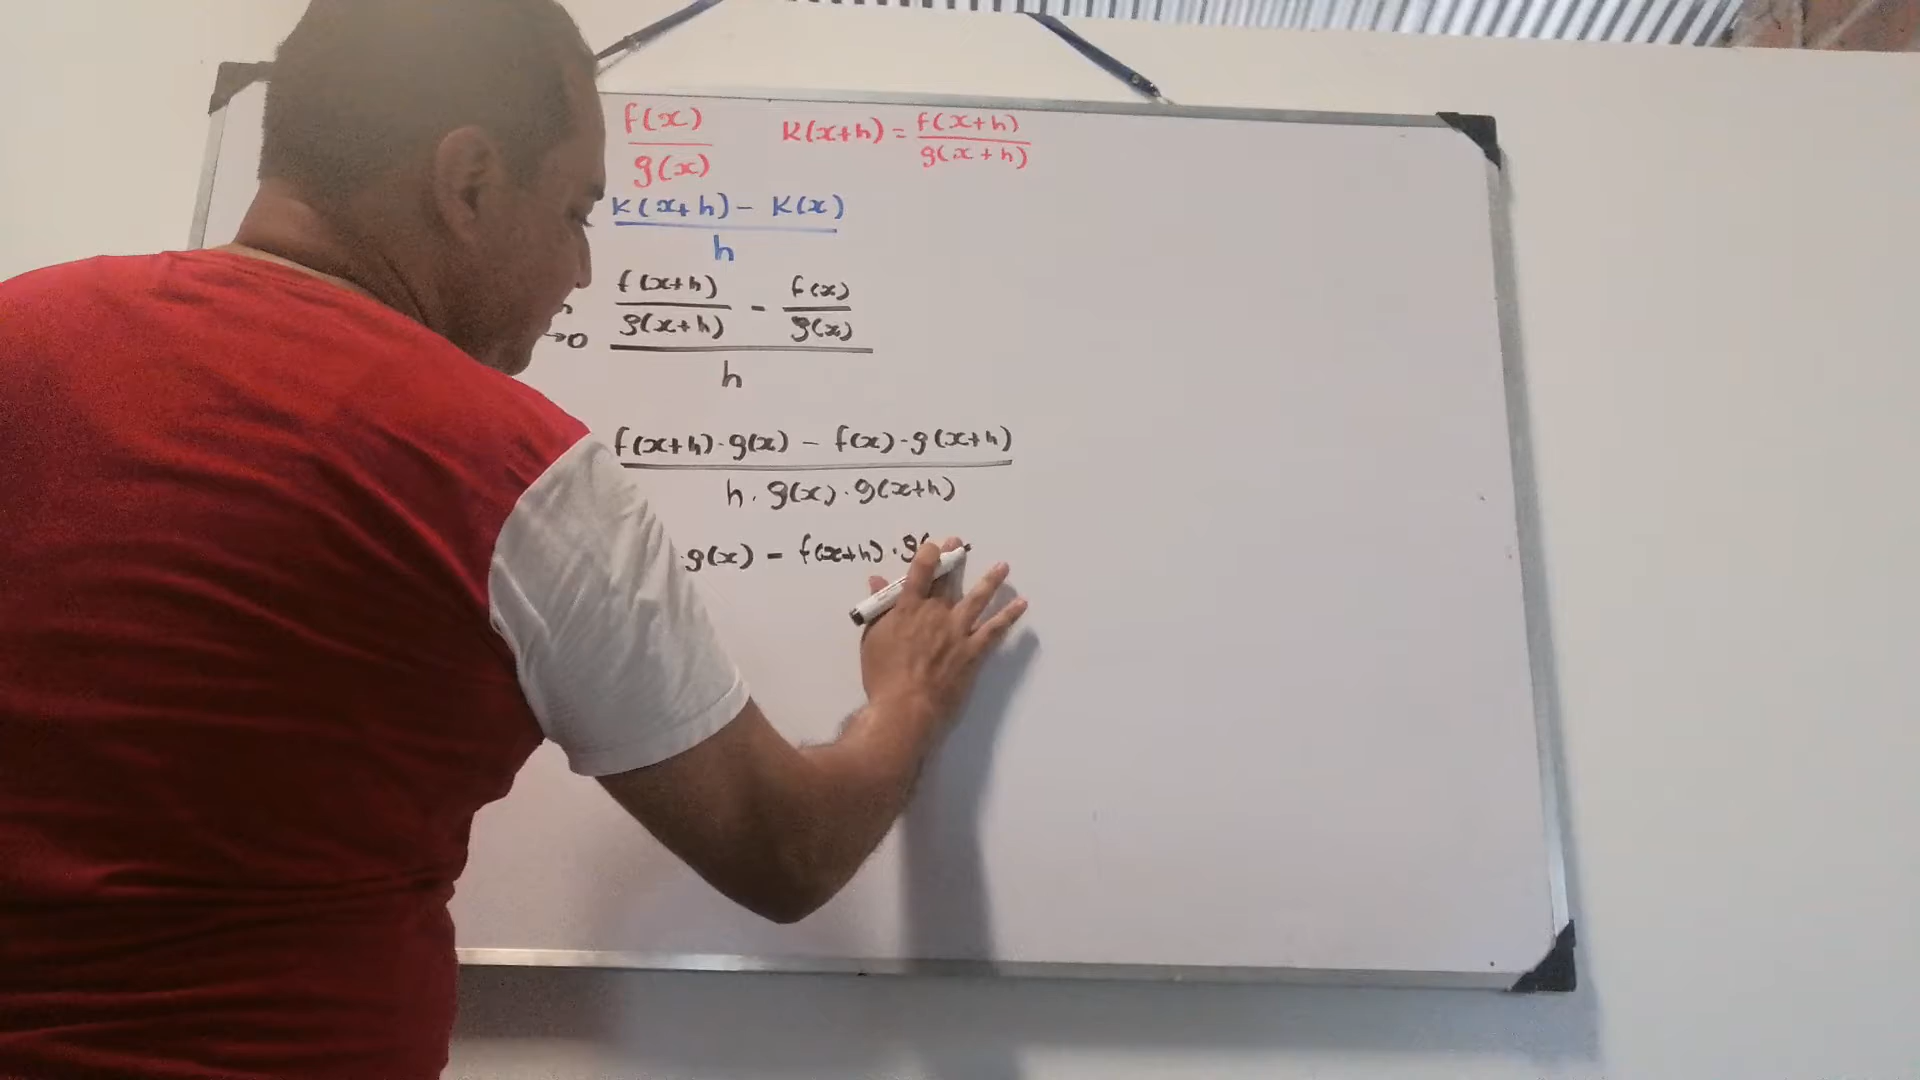 f(x)
g(x)
K(x+h) = f(x+h)
g(x+h)
K(x+h) - K(x)
h
f(x+h) - f(x)
g(x+h) g(x)
→0
h
f(x+h)·g(x) - f(x)·g(x+h)
h·g(x)·g(x+h)
·g(x) - f(x+h)·g(